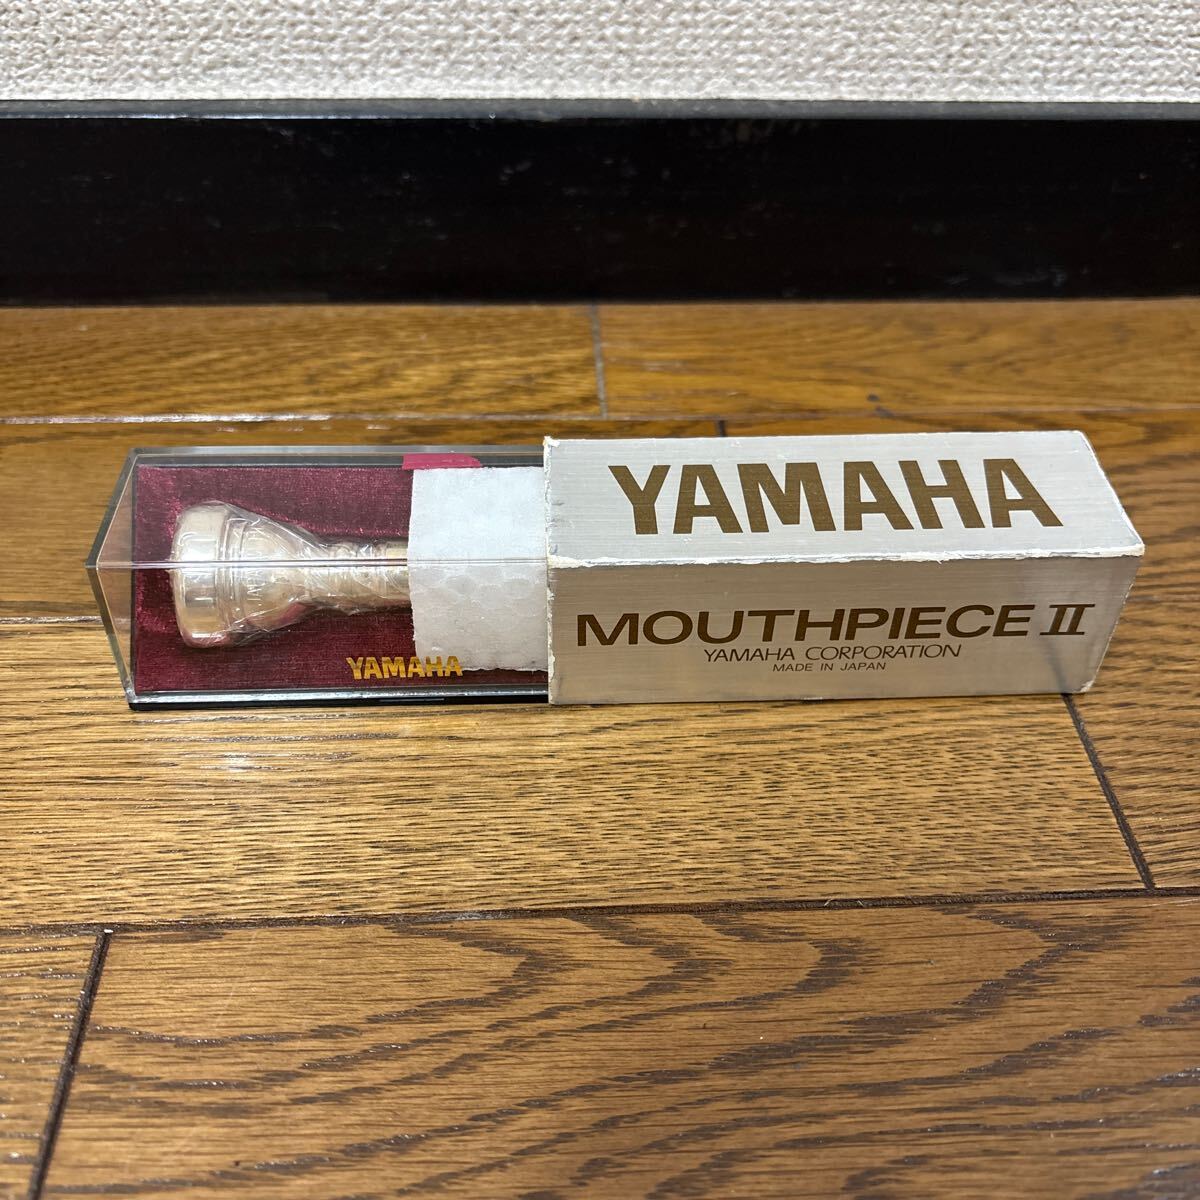 YAMAHA
MOUTHPIECE II
YAMAHA CORPORATION
MADE IN JAPAN
YAMAHA